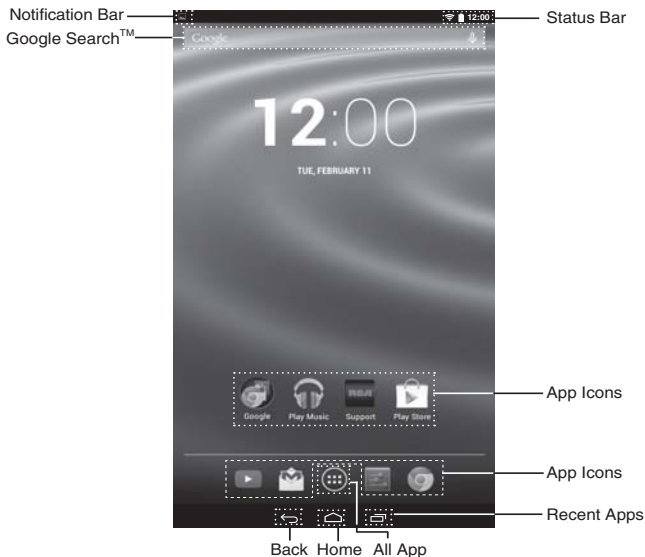 Notification Bar
12:00
Status Bar
Google Search™
Google
12:00
TUE, FEBRUARY 11
Google Play Music Support Play Store
RCA
App Icons
App Icons
Recent Apps
Back Home All App